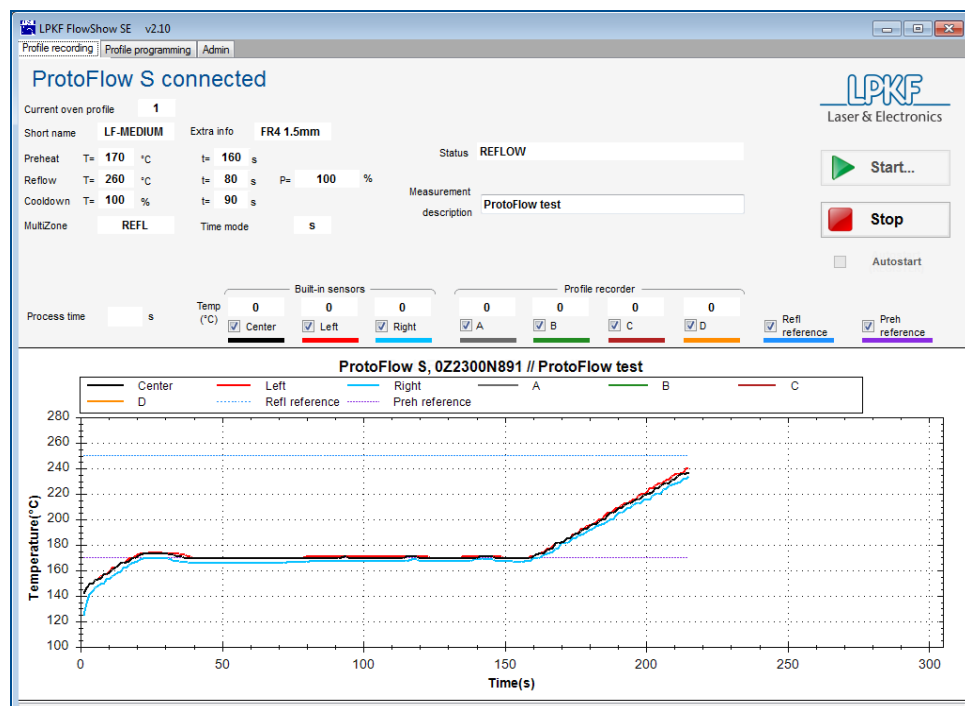 LPKF FlowShow SE v2.10
Profile recording Profile programming Admin
ProtoFlow S connected
LPKF
Laser & Electronics
Current oven profile 1
Short name LF-MEDIUM Extra info FR4 1.5mm
Status REFLOW
Preheat T= 170 °C t= 160 s
Reflow T= 260 °C t= 80 s P= 100 %
Cooldown T= 100 % t= 90 s
Measurement
description ProtoFlow test
MultiZone REFL Time mode s
Start...
Stop
Autostart
Built-in sensors Profile recorder
Process time s
Temp
(°C)
0 0 0 0 0 0 0
Center Left Right A B C D
Refl
reference
Preh
reference
ProtoFlow S, 0Z2300N891 // ProtoFlow test
Center Left Right A B C
D Refl reference Preh reference
Temperature(°C)
280
260
240
220
200
180
160
140
120
100
0 50 100 150 200 250 300
Time(s)